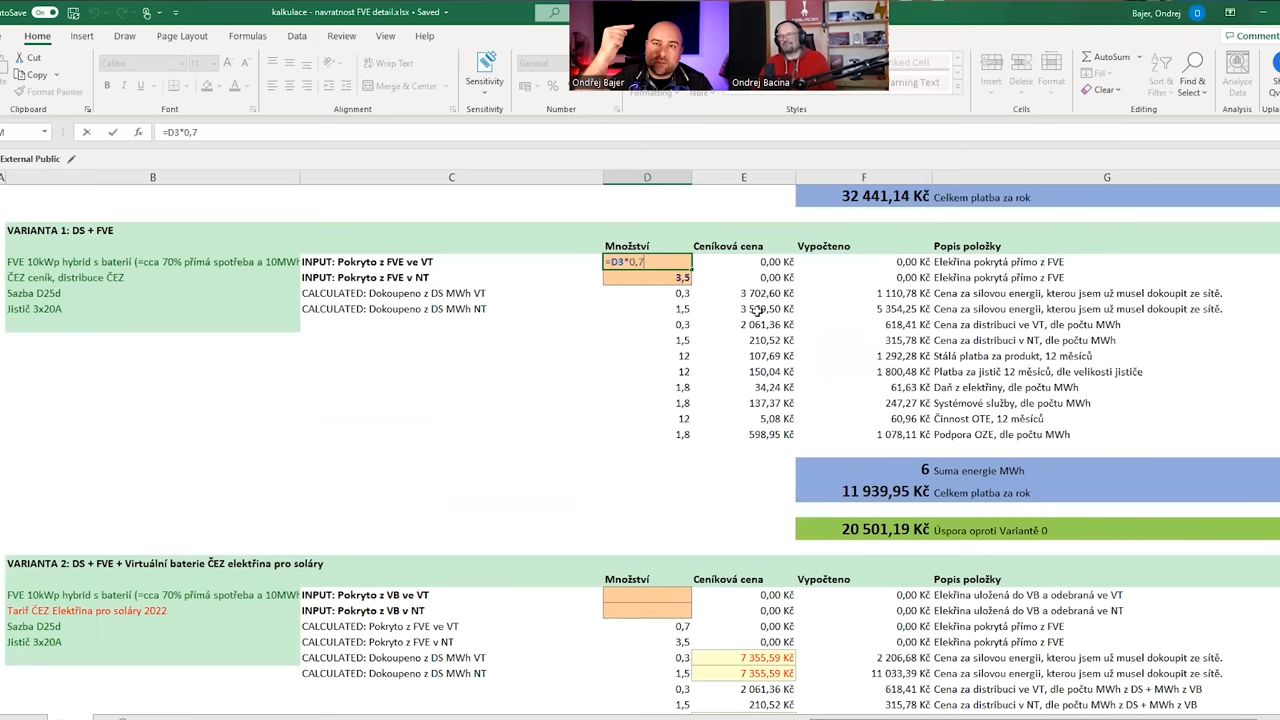 AutoSave On kalkulace - navratnost FVE detail.xlsx • Saved Bajer, Ondrej O
Home Insert Draw Page Layout Formulas Data Review View Help Comment
Cut Calibri 11 Wrap Text General AutoSum
Copy Fill
Clear
Sensitivity Insert Delete Format Sort & Find & Analyze
Filter Select Data
Clipboard Font Alignment Sensitivity Number Styles Cells Editing Analysis
Ondřej Bajer Ondrej Bacina
=D3*0,7
External Public
A B C D E F G
32 441,14 Kč Celkem platba za rok
VARIANTA 1: DS + FVE
Množství Ceníková cena Vypočteno Popis položky
FVE 10kWp hybrid s baterií (=cca 70% přímá spotřeba a 10MWh INPUT: Pokryto z FVE ve VT =D3*0,7 0,00 Kč 0,00 Kč Elekřina pokrytá přímo z FVE
ČEZ ceník, distribuce ČEZ INPUT: Pokryto z FVE v NT 3,5 0,00 Kč 0,00 Kč Elekřina pokrytá přímo z FVE
Sazba D25d CALCULATED: Dokoupeno z DS MWh VT 0,3 3 702,60 Kč 1 110,78 Kč Cena za silovou energii, kterou jsem už musel dokoupit ze sítě.
Jistič 3x20A CALCULATED: Dokoupeno z DS MWh NT 1,5 9,50 Kč 5 354,25 Kč Cena za silovou energii, kterou jsem už musel dokoupit ze sítě.
0,3 2 061,36 Kč 618,41 Kč Cena za distribuci ve VT, dle počtu MWh
1,5 210,52 Kč 315,78 Kč Cena za distribuci v NT, dle počtu MWh
12 107,69 Kč 1 292,28 Kč Stálá platba za produkt, 12 měsíců
12 150,04 Kč 1 800,48 Kč Platba za jistič 12 měsíců, dle velikosti jističe
1,8 34,24 Kč 61,63 Kč Daň z elektřiny, dle počtu MWh
1,8 137,37 Kč 247,27 Kč Systémové služby, dle počtu MWh
12 5,08 Kč 60,96 Kč Činnost OTE, 12 měsíců
1,8 598,95 Kč 1 078,11 Kč Podpora OZE, dle počtu MWh
6 Suma energie MWh
11 939,95 Kč Celkem platba za rok
20 501,19 Kč Úspora oproti Variantě 0
VARIANTA 2: DS + FVE + Virtuální baterie ČEZ elektřina pro soláry
Množství Ceníková cena Vypočteno Popis položky
FVE 10kWp hybrid s baterií (=cca 70% přímá spotřeba a 10MWh INPUT: Pokryto z VB ve VT 0,00 Kč 0,00 Kč Elekřina uložená do VB a odebraná ve VT
Tarif ČEZ Elektřina pro soláry 2022 INPUT: Pokryto z VB v NT 0,00 Kč 0,00 Kč Elekřina uložená do VB a odebraná ve NT
Sazba D25d CALCULATED: Pokryto z FVE ve VT 0,7 0,00 Kč 0,00 Kč Elekřina pokrytá přímo z FVE
Jistič 3x20A CALCULATED: Pokryto z FVE v NT 3,5 0,00 Kč 0,00 Kč Elekřina pokrytá přímo z FVE
CALCULATED: Dokoupeno z DS MWh VT 0,3 7 355,59 Kč 2 206,68 Kč Cena za silovou energii, kterou jsem už musel dokoupit ze sítě.
CALCULATED: Dokoupeno z DS MWh NT 1,5 7 355,59 Kč 11 033,39 Kč Cena za silovou energii, kterou jsem už musel dokoupit ze sítě.
0,3 2 061,36 Kč 618,41 Kč Cena za distribuci ve VT, dle počtu MWh z DS + MWh z VB
1,5 210,52 Kč 315,78 Kč Cena za distribuci v NT, dle počtu MWh z DS + MWh z VB